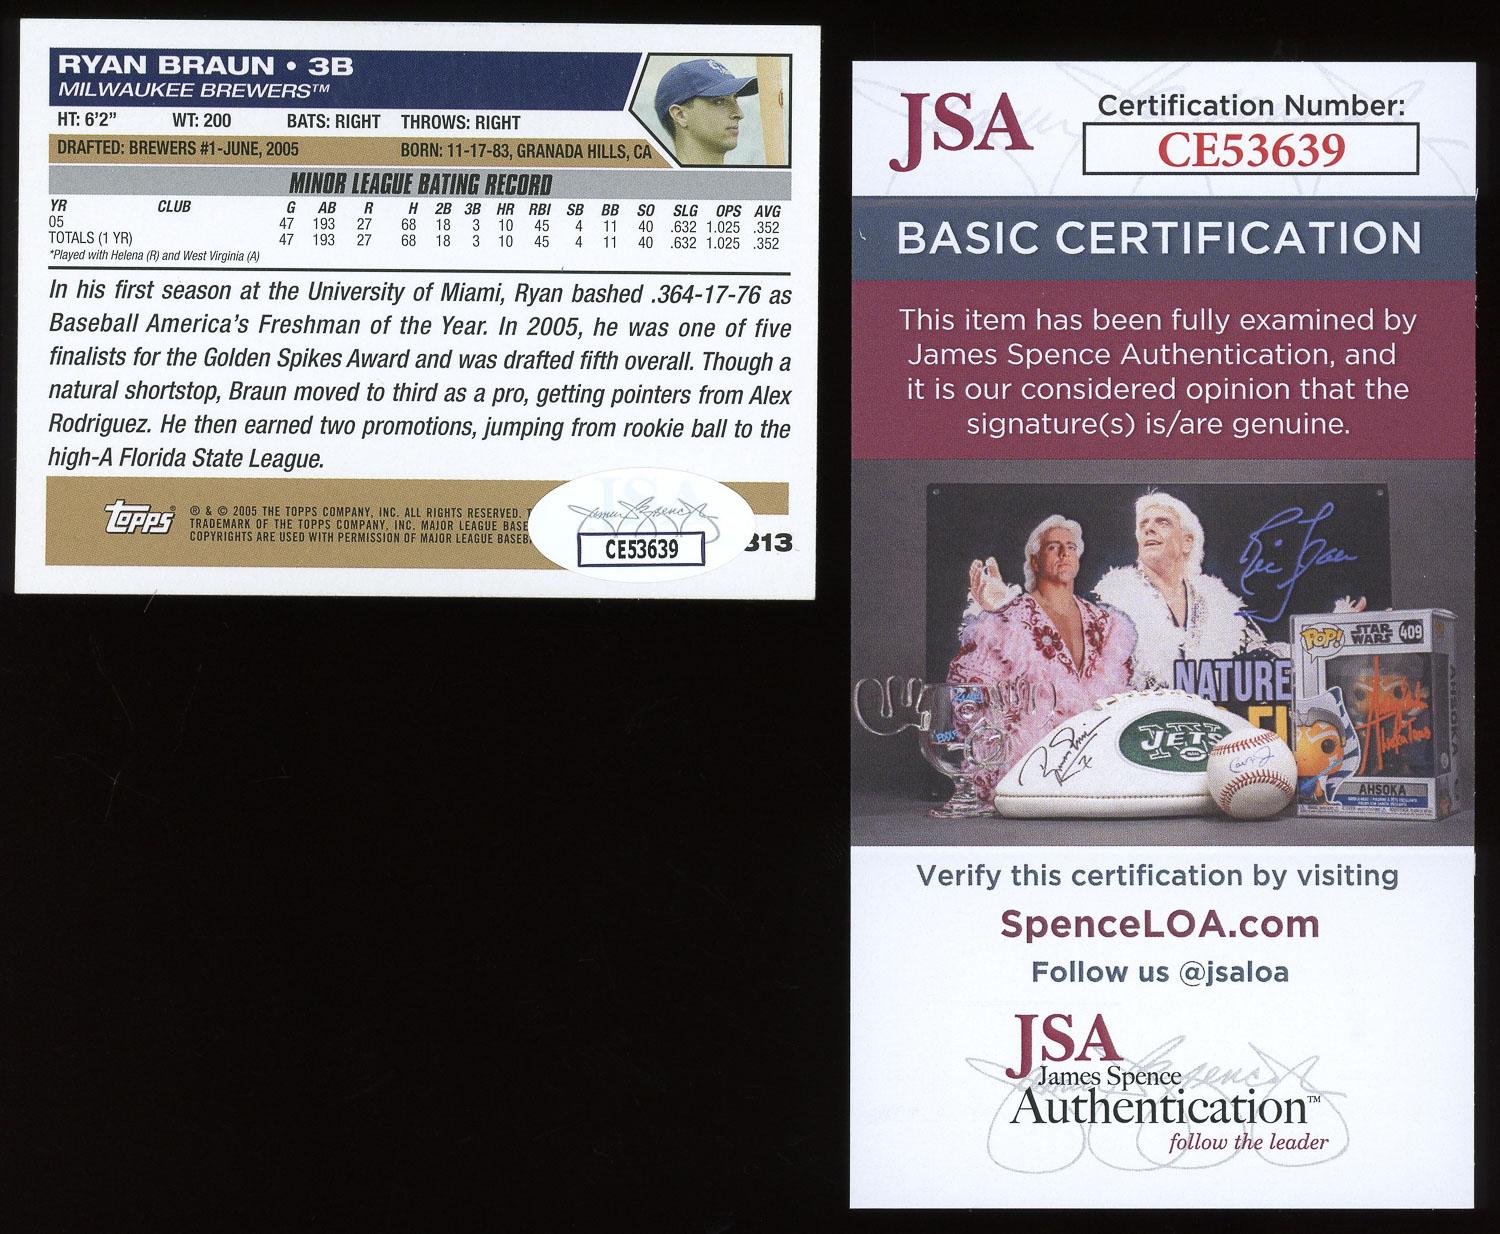 RYAN BRAUN • 3B
MILWAUKEE BREWERS™
HT: 6'2" WT: 200 BATS: RIGHT THROWS: RIGHT
DRAFTED: BREWERS #1-JUNE, 2005 BORN: 11-17-83, GRANADA HILLS, CA
MINOR LEAGUE BATING RECORD
YR CLUB G AB R H 2B 3B HR RBI SB BB SO SLG OPS AVG
05 47 193 27 68 18 3 10 45 4 11 40 .632 1.025 .352
TOTALS (1 YR) 47 193 27 68 18 3 10 45 4 11 40 .632 1.025 .352
*Played with Helena (R) and West Virginia (A)
In his first season at the University of Miami, Ryan bashed .364-17-76 as
Baseball America's Freshman of the Year. In 2005, he was one of five
finalists for the Golden Spikes Award and was drafted fifth overall. Though a
natural shortstop, Braun moved to third as a pro, getting pointers from Alex
Rodriguez. He then earned two promotions, jumping from rookie ball to the
high-A Florida State League.
topps®
® & © 2005 THE TOPPS COMPANY, INC. ALL RIGHTS RESERVED. T
TRADEMARK OF THE TOPPS COMPANY, INC. MAJOR LEAGUE BASE
COPYRIGHTS ARE USED WITH PERMISSION OF MAJOR LEAGUE BASEB
JSA
James Spence Jr
CE53639
313
JSA
Certification Number:
CE53639
BASIC CERTIFICATION
This item has been fully examined by
James Spence Authentication, and
it is our considered opinion that the
signature(s) is/are genuine.
Ric Flair
NATURE
POP! STAR WARS 409
JETS
AHSOKA
AHSOKA
Verify this certification by visiting
SpenceLOA.com
Follow us @jsaloa
JSA
James Spence
Authentication™
follow the leader